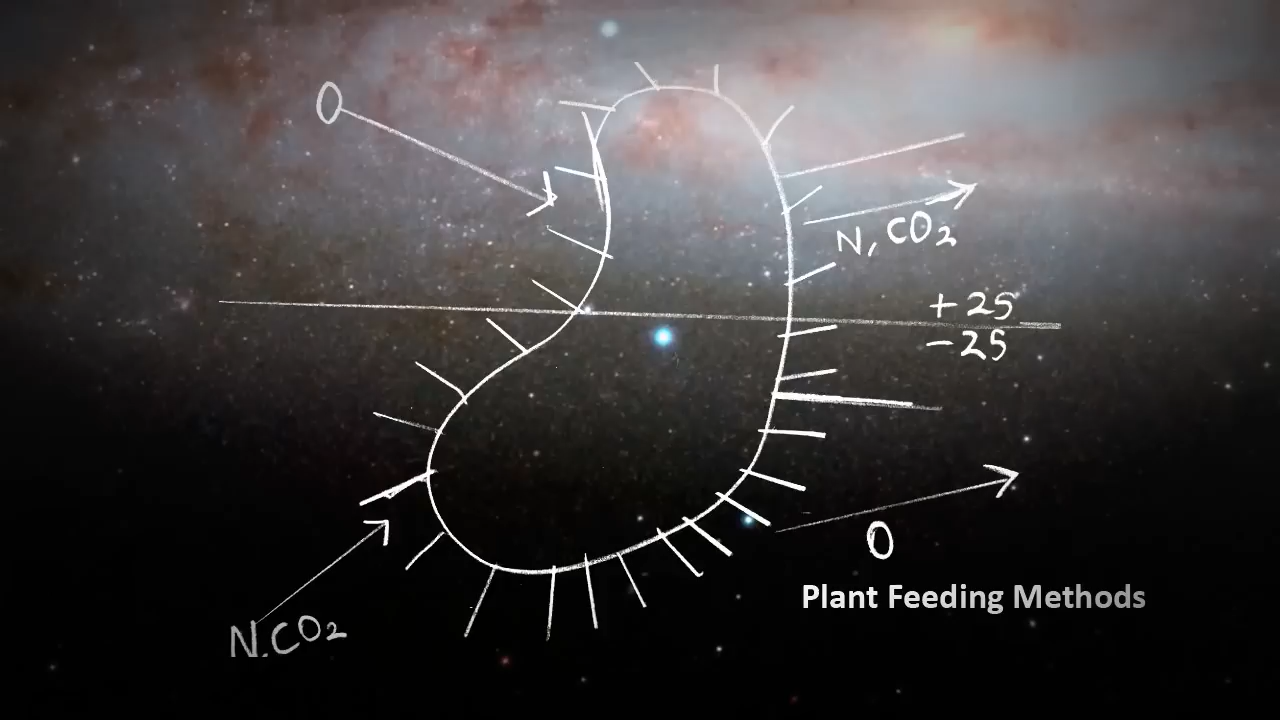 O
N, CO₂
+25
-25
O
Plant Feeding Methods
N.CO₂